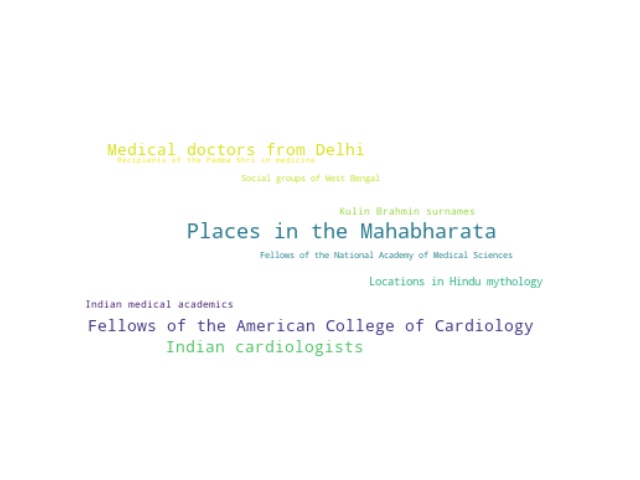 Medical doctors from Delhi
Recipients of the Padma Shri in medicine
Social groups of West Bengal
Kulin Brahmin surnames
Places in the Mahabharata
Fellows of the National Academy of Medical Sciences
Locations in Hindu mythology
Indian medical academics
Fellows of the American College of Cardiology
Indian cardiologists